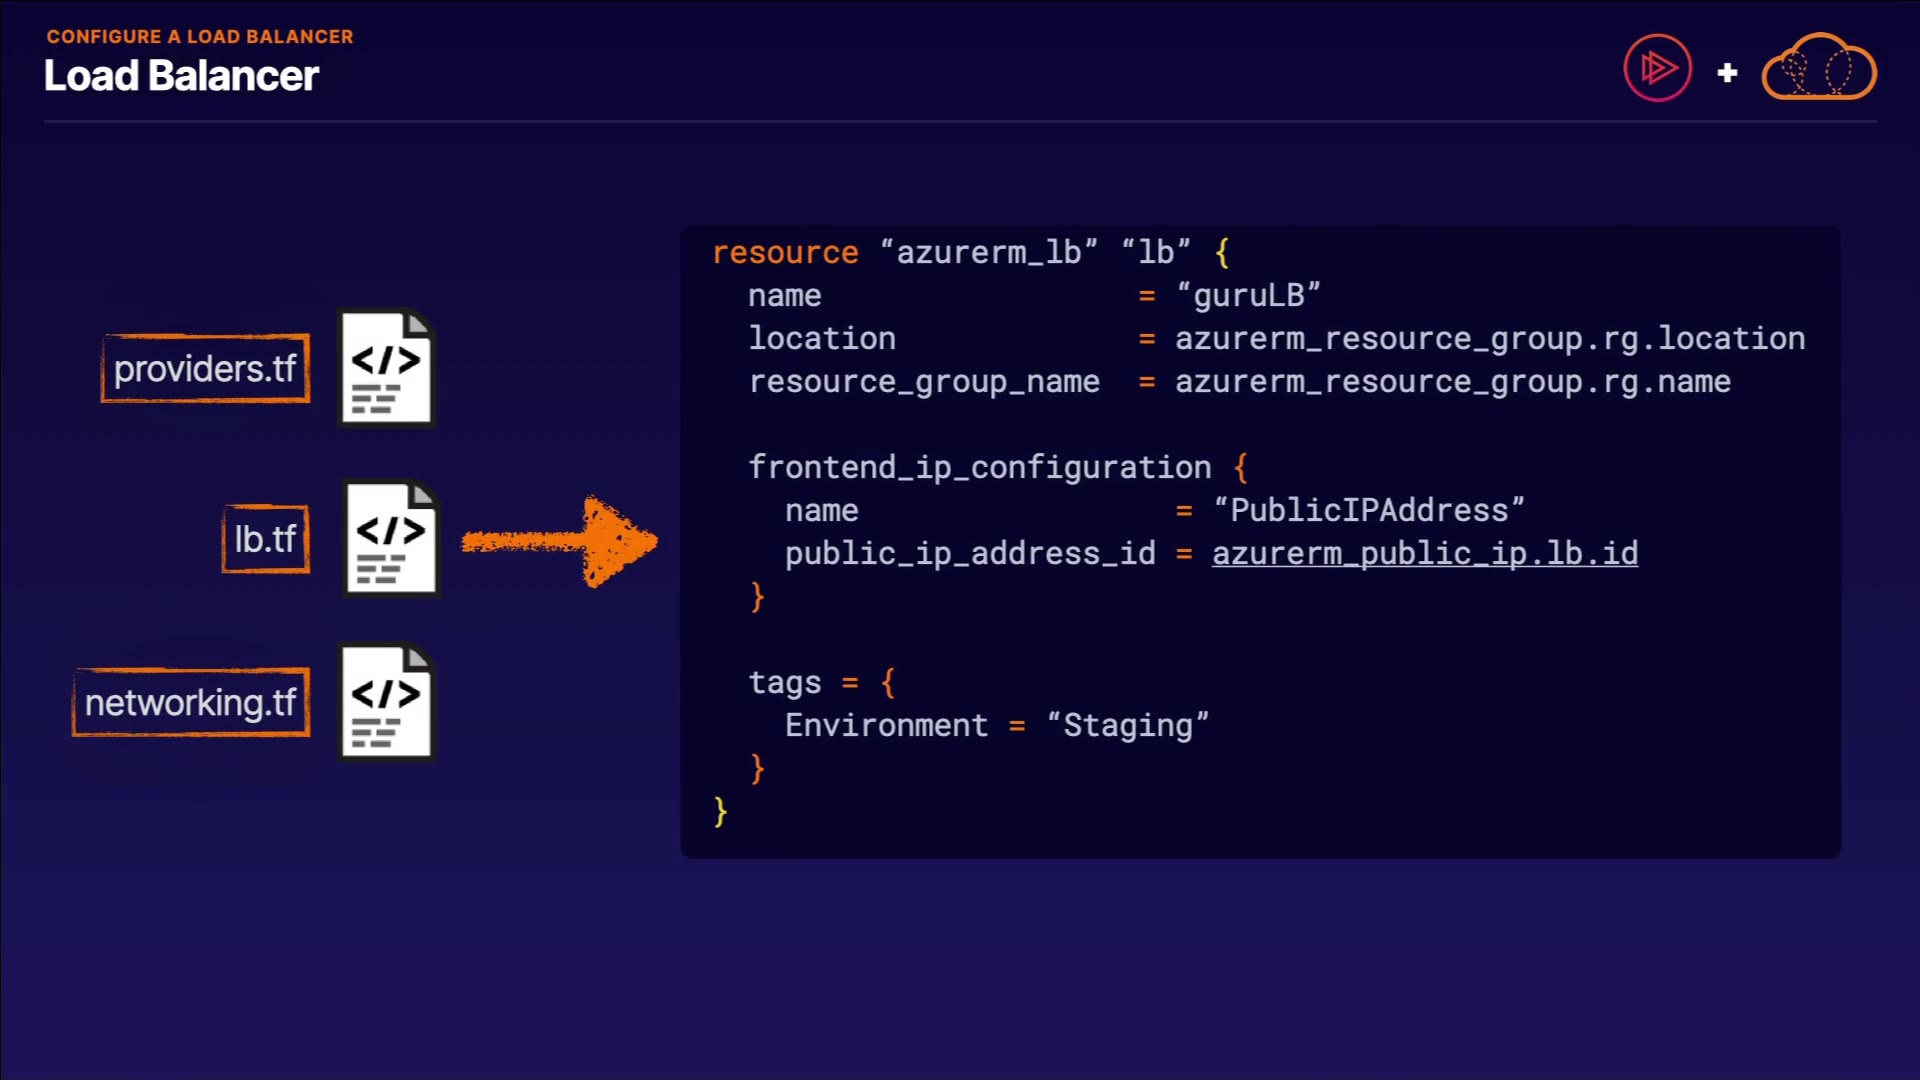 CONFIGURE A LOAD BALANCER
Load Balancer
providers.tf
</>
lb.tf
</>
networking.tf
</>
resource “azurerm_lb” “lb” {
name = “guruLB”
location = azurerm_resource_group.rg.location
resource_group_name = azurerm_resource_group.rg.name
frontend_ip_configuration {
name = “PublicIPAddress”
public_ip_address_id = azurerm_public_ip.lb.id
}
tags = {
Environment = “Staging”
}
}